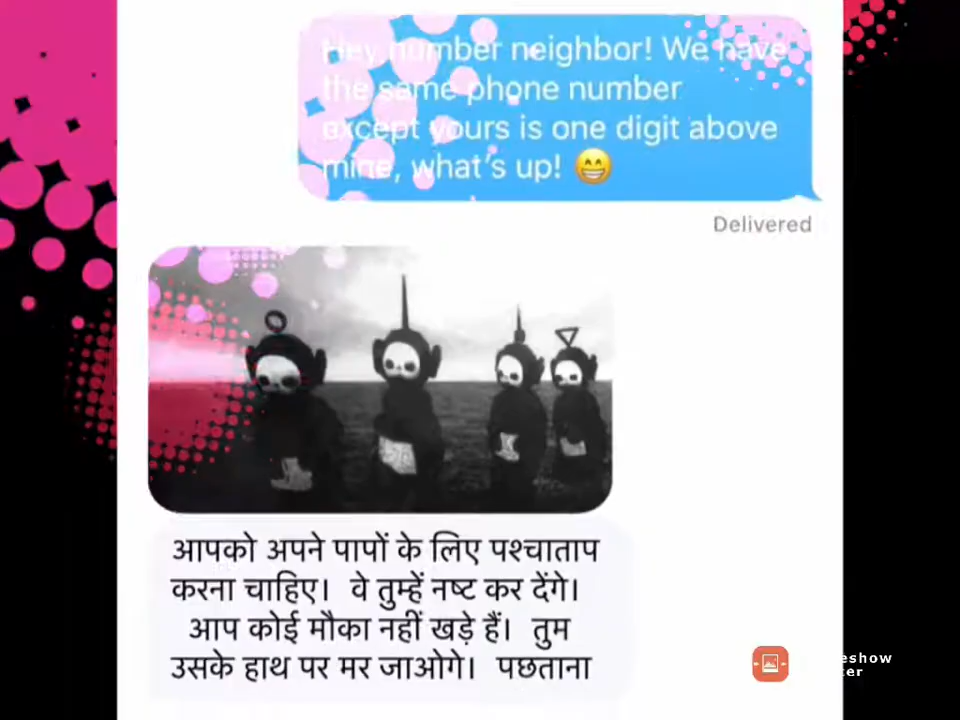 Hey number neighbor! We have
the same phone number
except yours is one digit above
mine, what's up! 😁
Delivered
आपको अपने पापों के लिए पश्चाताप
करना चाहिए। वे तुम्हें नष्ट कर देंगे।
आप कोई मौका नहीं खड़े हैं। तुम
उसके हाथ पर मर जाओगे। पछताना